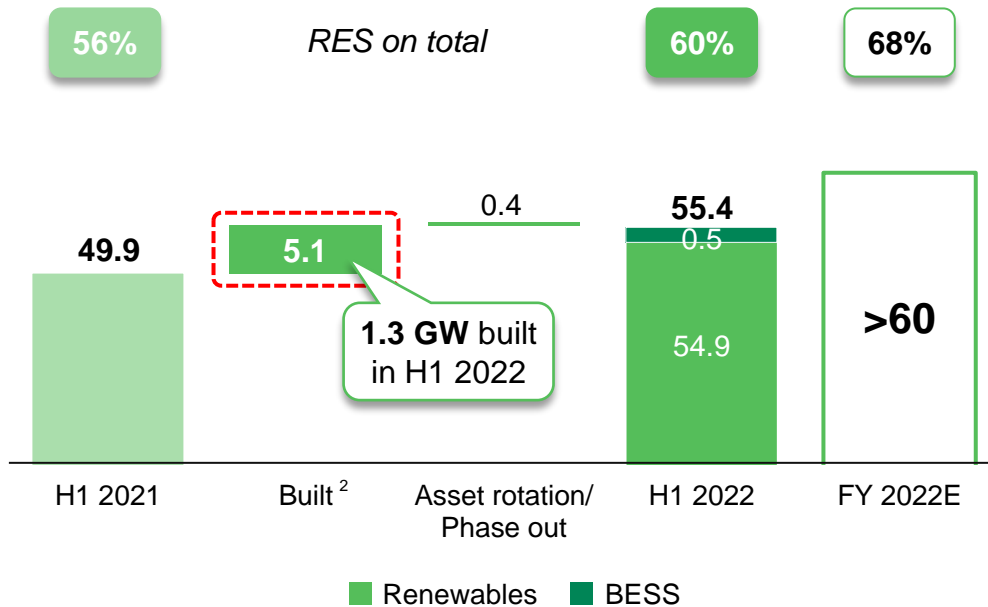 56%
RES on total
60%
68%
49.9
5.1
0.4
55.4
0.5
54.9
>60
1.3 GW built
in H1 2022
H1 2021
Built 2
Asset rotation/
Phase out
H1 2022
FY 2022E
Renewables
BESS